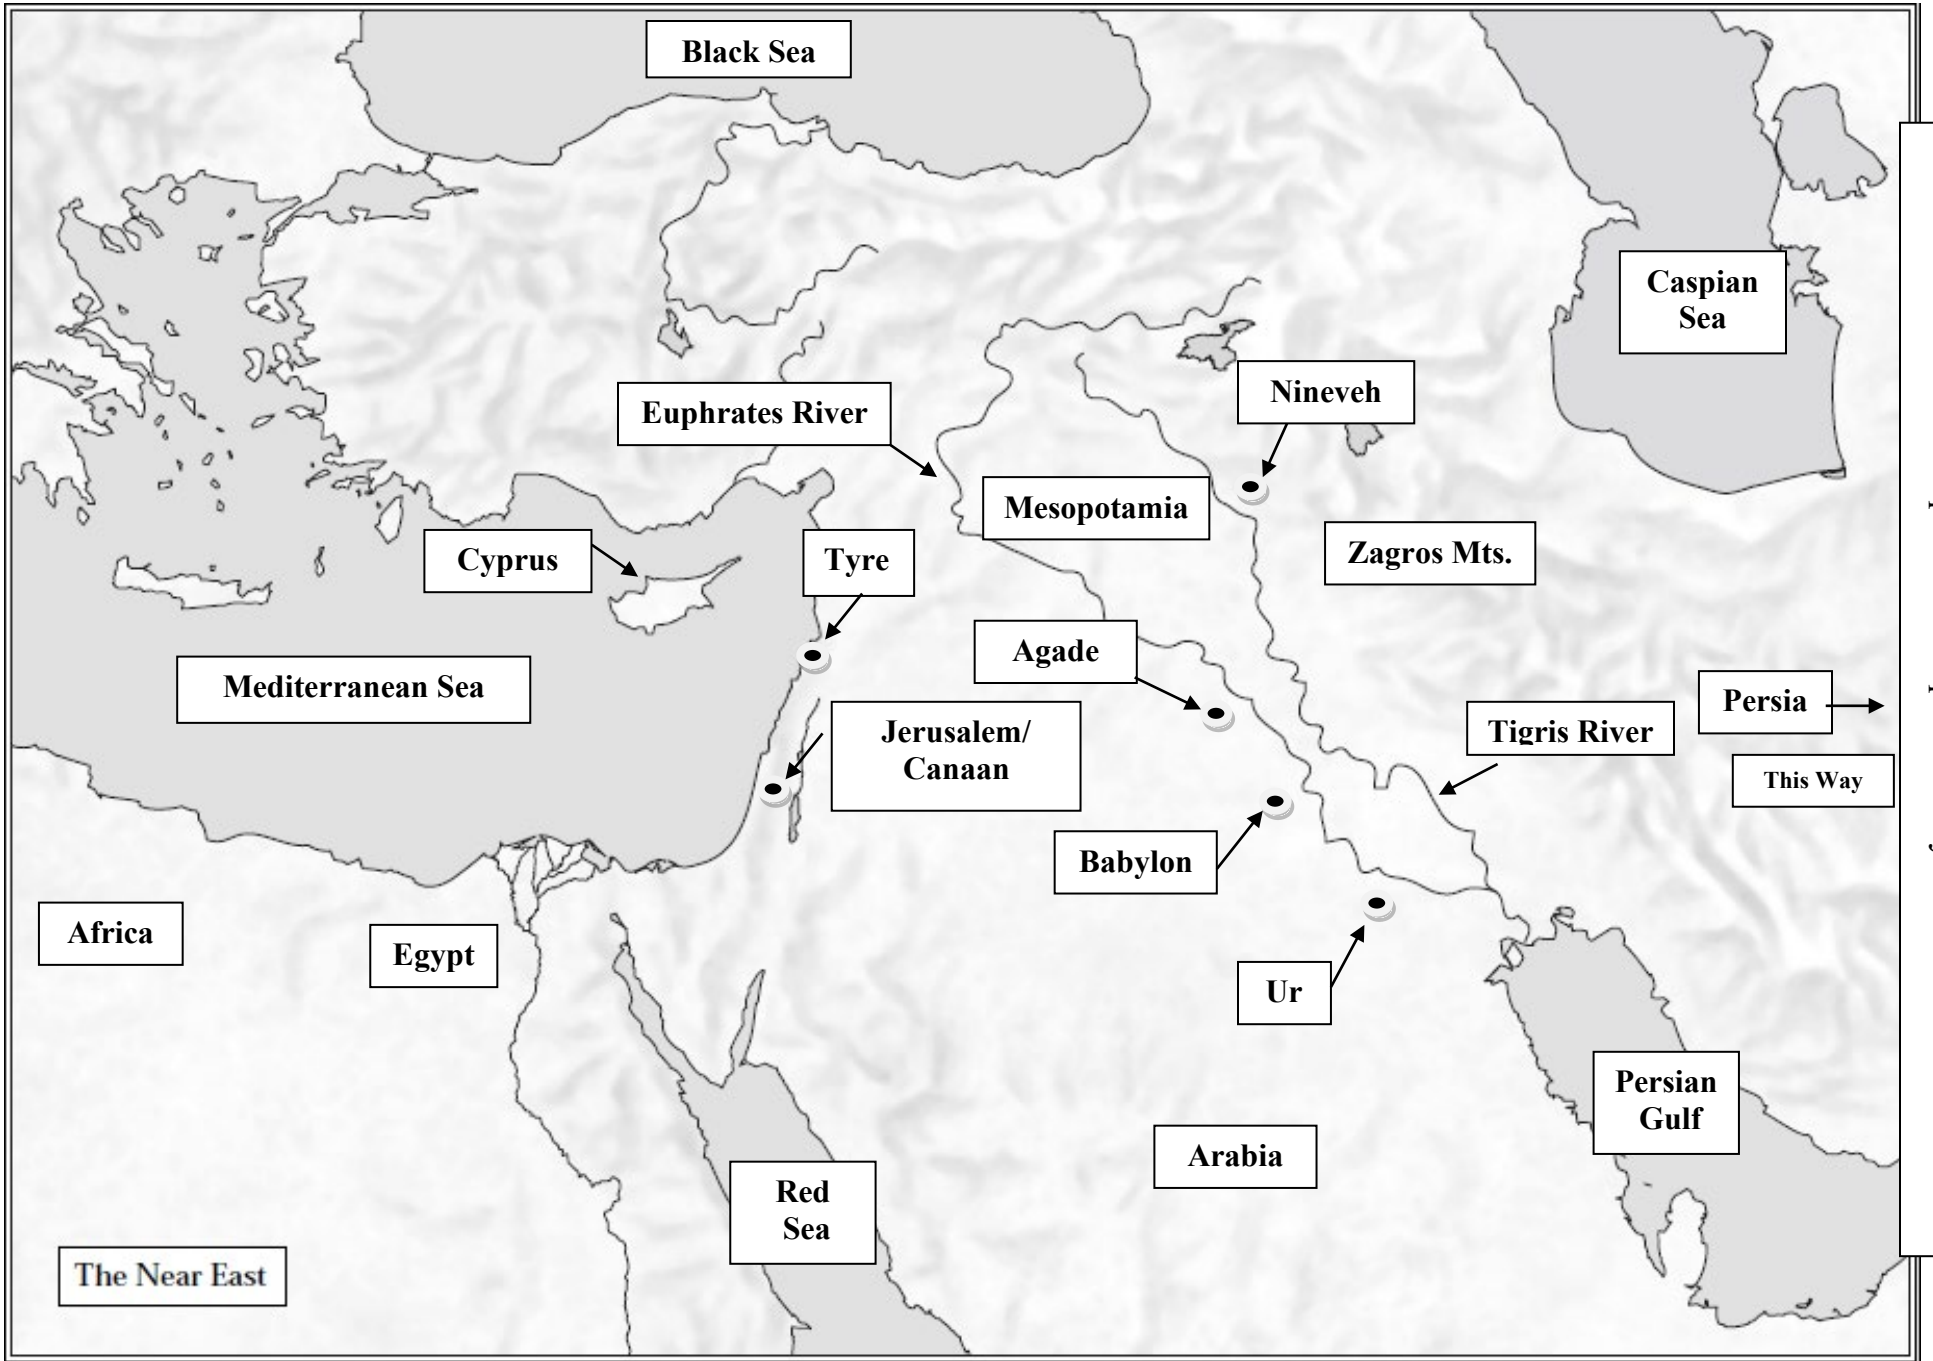 Black Sea
Caspian
Sea
Nineveh
Euphrates River
Mesopotamia
Zagros Mts.
Cyprus
Tyre
Agade
Mediterranean Sea
Persia
Jerusalem/
Canaan
Tigris River
This Way
Babylon
Africa
Egypt
Ur
Persian
Gulf
Arabia
Red
Sea
The Near East